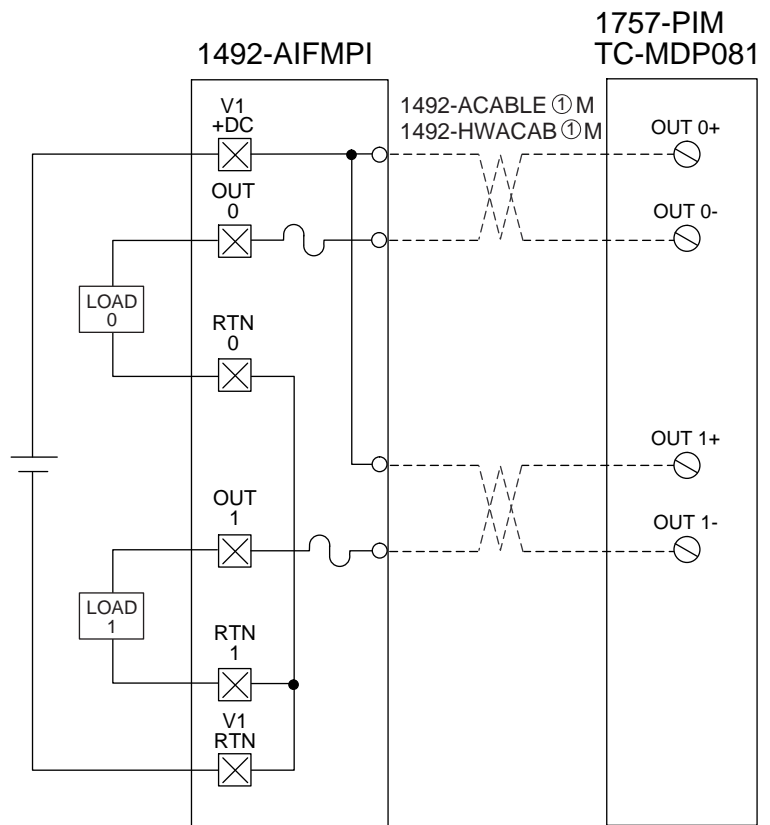 1757-PIM
TC-MDP081
1492-AIFMPI
V1
+DC
1492-ACABLE ① M
1492-HWACAB ① M
OUT 0+
OUT
0
OUT 0-
LOAD
0
RTN
0
OUT 1+
OUT
1
OUT 1-
LOAD
1
RTN
1
V1
RTN